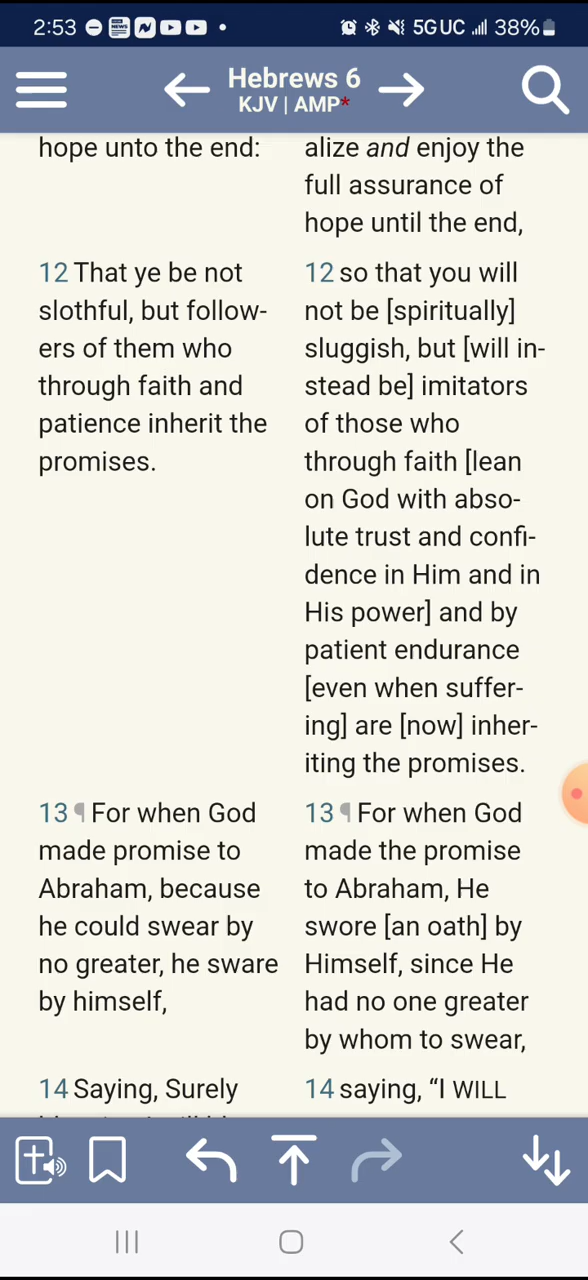 2:53
NEWS
5G UC
38%
Hebrews 6
KJV | AMP*
hope unto the end:
12 That ye be not
slothful, but follow-
ers of them who
through faith and
patience inherit the
promises.
13 ¶ For when God
made promise to
Abraham, because
he could swear by
no greater, he sware
by himself,
14 Saying, Surely
alize and enjoy the
full assurance of
hope until the end,
12 so that you will
not be [spiritually]
sluggish, but [will in-
stead be] imitators
of those who
through faith [lean
on God with abso-
lute trust and confi-
dence in Him and in
His power] and by
patient endurance
[even when suffer-
ing] are [now] inher-
iting the promises.
13 ¶ For when God
made the promise
to Abraham, He
swore [an oath] by
Himself, since He
had no one greater
by whom to swear,
14 saying, “I WILL